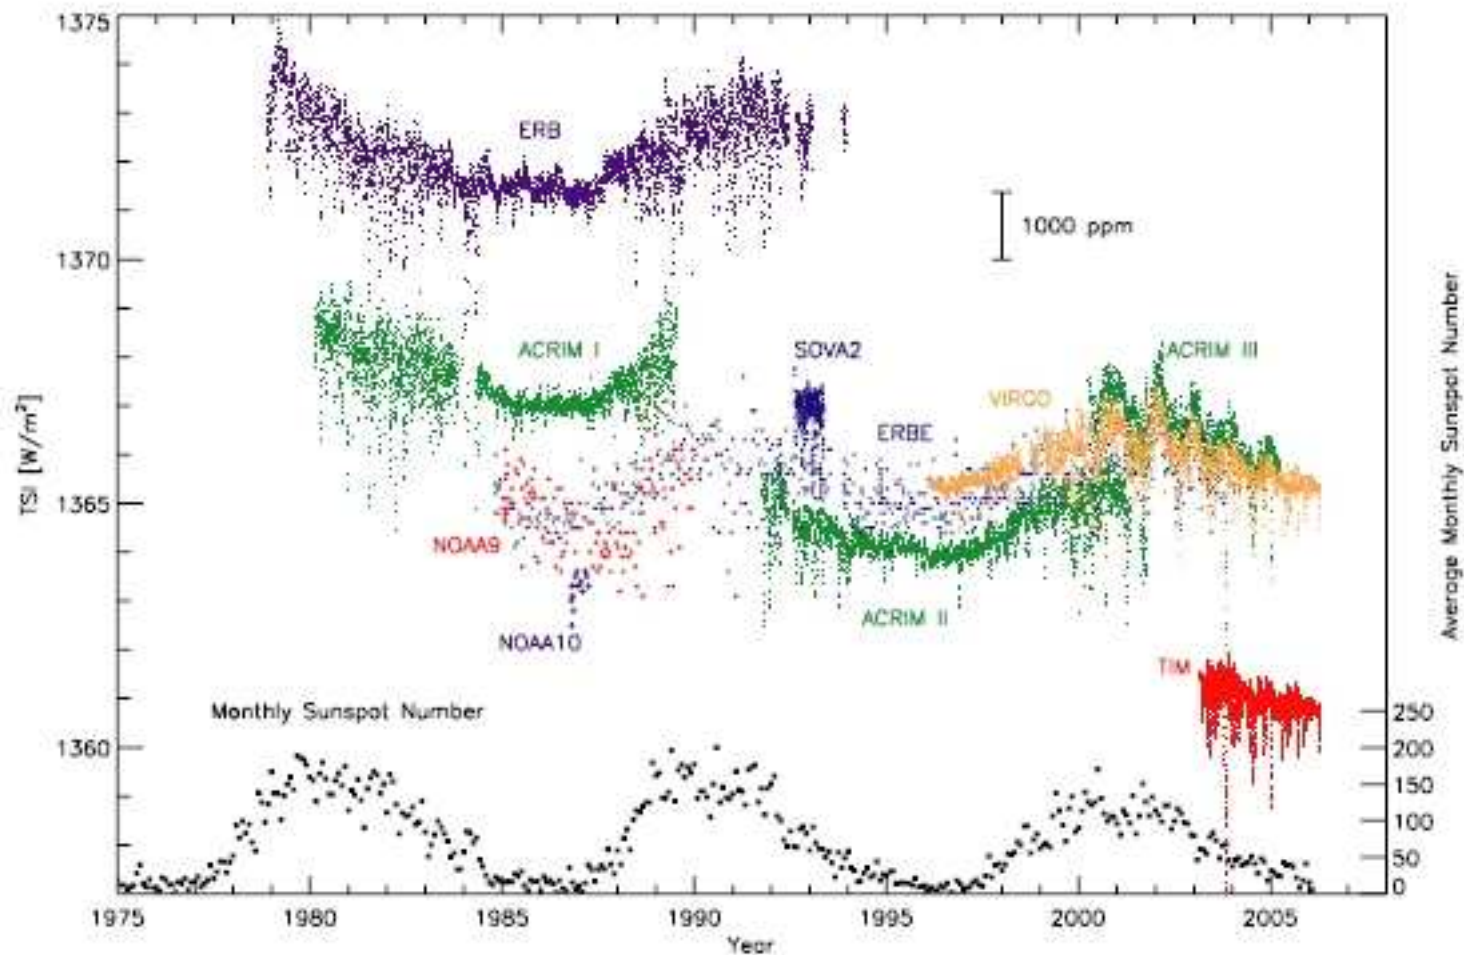 1375
ERB
1000 ppm
1370
ACRIM I
SOVA2
ACRIM III
VIRGO
ERBE
TSI [W/m²]
Average Monthly Sunspot Number
1365
NOAA9
ACRIM II
NOAA10
TIM
Monthly Sunspot Number
250
1360
200
150
100
50
0
1975 1980 1985 1990 1995 2000 2005
Year